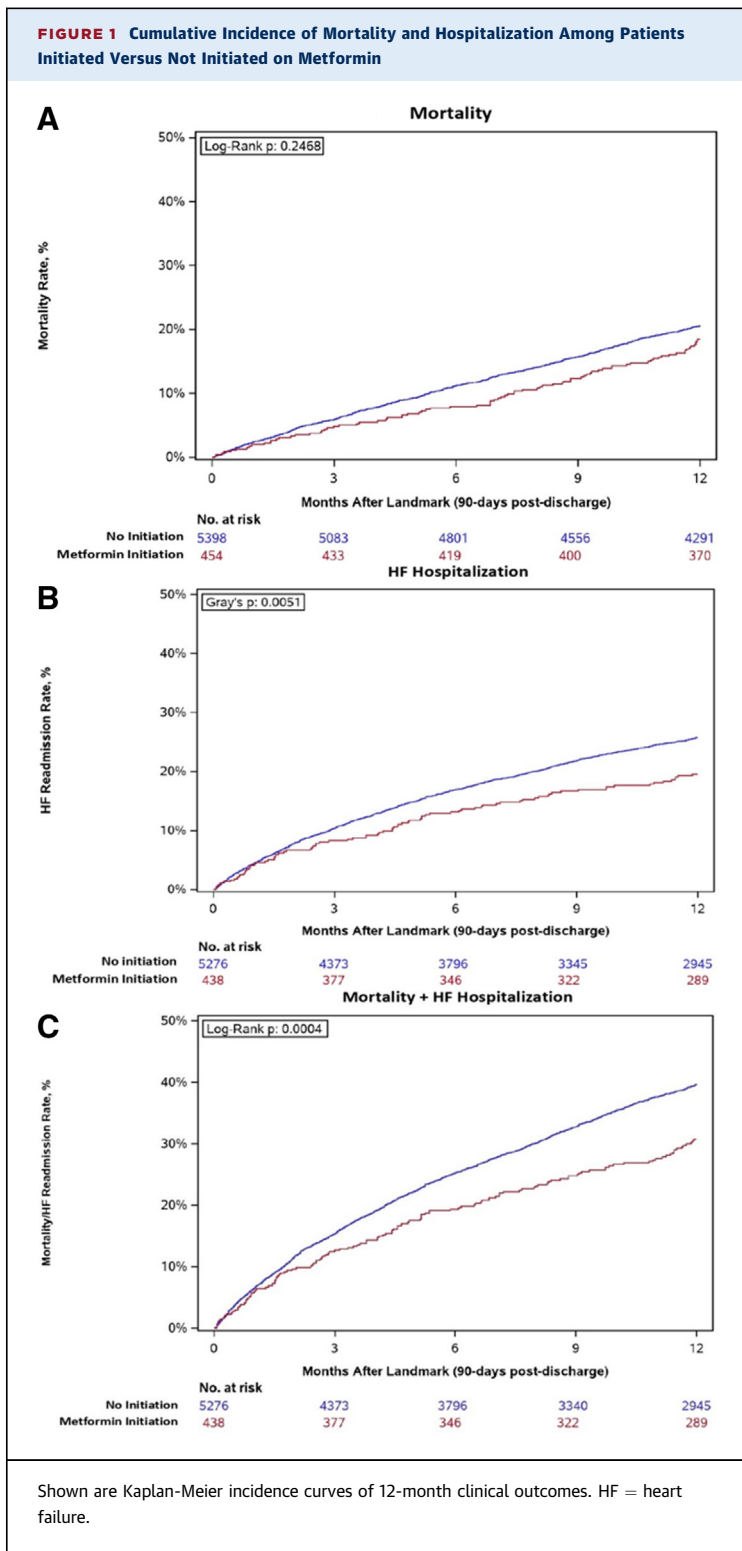 FIGURE 1 Cumulative Incidence of Mortality and Hospitalization Among Patients
Initiated Versus Not Initiated on Metformin
A
Mortality
Log-Rank p: 0.2468
50%
40%
30%
20%
10%
0%
Mortality Rate, %
0 3 6 9 12
Months After Landmark (90-days post-discharge)
No. at risk
No Initiation 5398 5083 4801 4556 4291
Metformin Initiation 454 433 419 400 370
B
HF Hospitalization
Gray's p: 0.0051
50%
40%
30%
20%
10%
0%
HF Readmission Rate, %
0 3 6 9 12
Months After Landmark (90-days post-discharge)
No. at risk
No initiation 5276 4373 3796 3345 2945
Metformin Initiation 438 377 346 322 289
C
Mortality + HF Hospitalization
Log-Rank p: 0.0004
50%
40%
30%
20%
10%
0%
Mortality/HF Readmission Rate, %
0 3 6 9 12
Months After Landmark (90-days post-discharge)
No. at risk
No Initiation 5276 4373 3796 3340 2945
Metformin Initiation 438 377 346 322 289
Shown are Kaplan-Meier incidence curves of 12-month clinical outcomes. HF = heart
failure.